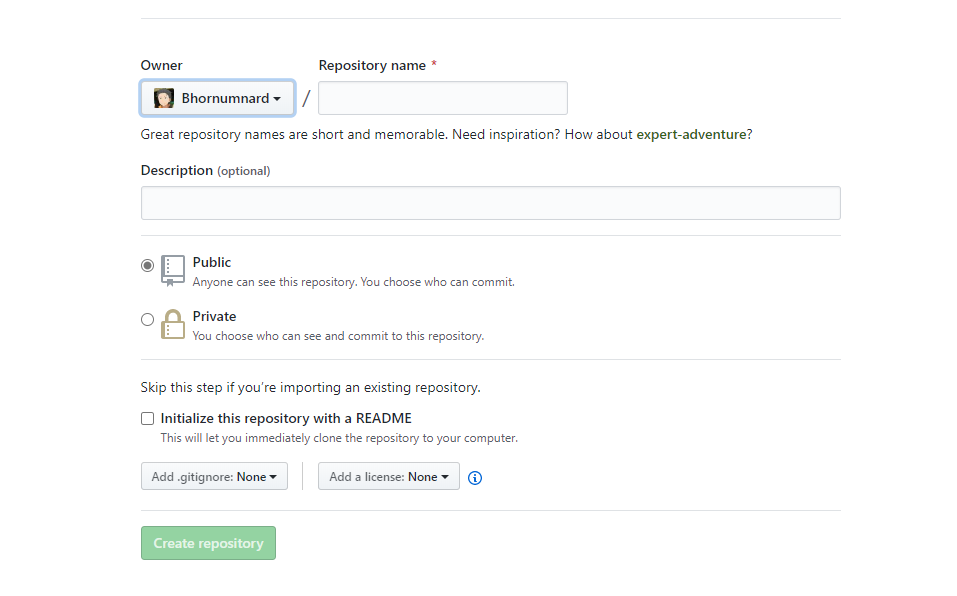 Owner
Repository name *
Bhornumnard /
Great repository names are short and memorable. Need inspiration? How about expert-adventure?
Description (optional)
Public
Anyone can see this repository. You choose who can commit.
Private
You choose who can see and commit to this repository.
Skip this step if you’re importing an existing repository.
Initialize this repository with a README
This will let you immediately clone the repository to your computer.
Add .gitignore: None
Add a license: None
Create repository